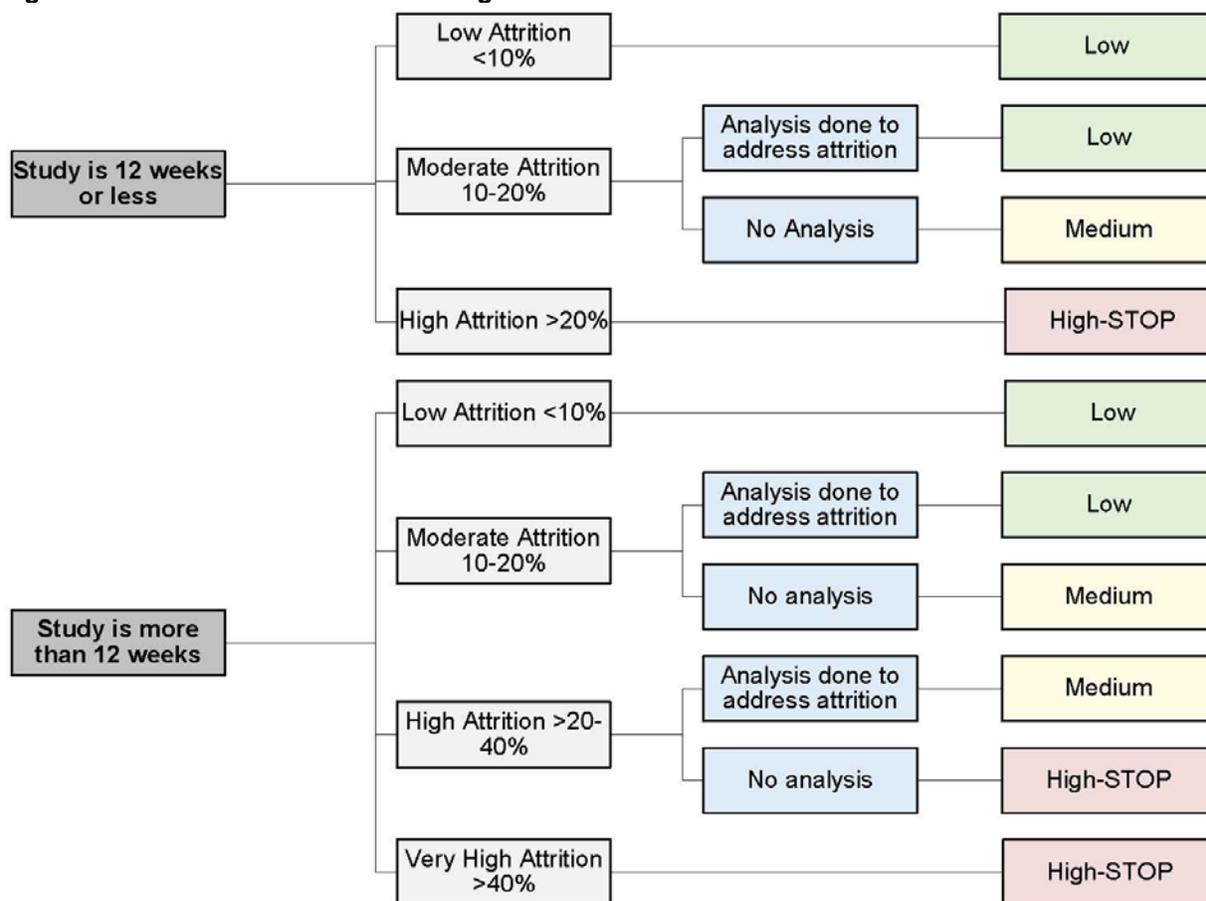 Low Attrition
<10%
Low
Analysis done to
address attrition
Low
Study is 12 weeks
or less
Moderate Attrition
10-20%
No Analysis
Medium
High Attrition >20%
High-STOP
Low Attrition <10%
Low
Analysis done to
address attrition
Low
Moderate Attrition
10-20%
No analysis
Medium
Study is more
than 12 weeks
Analysis done to
address attrition
Medium
High Attrition >20-
40%
No analysis
High-STOP
Very High Attrition
>40%
High-STOP